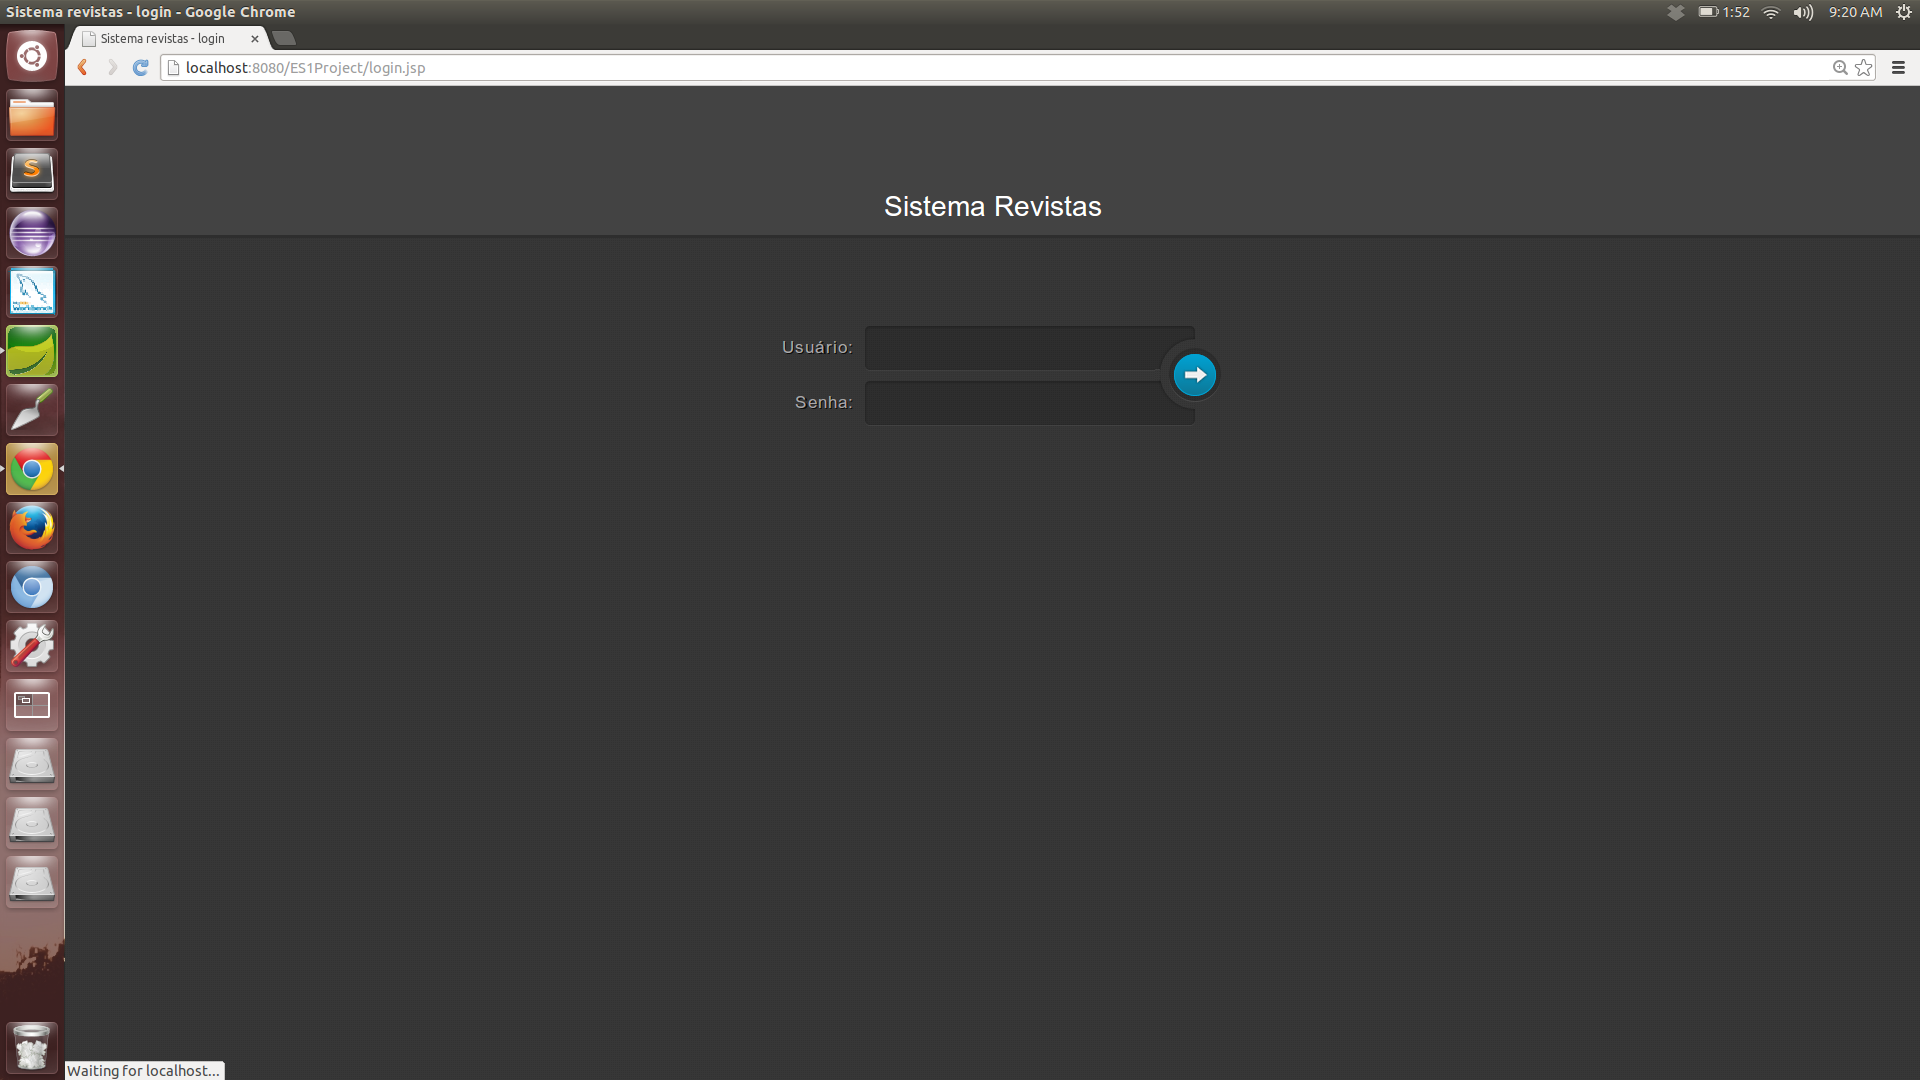 Sistema revistas - login - Google Chrome
1:52
9:20 AM
Sistema revistas - login
localhost:8080/ES1Project/login.jsp
S
Sistema Revistas
Usuário:
Senha:
Waiting for localhost...